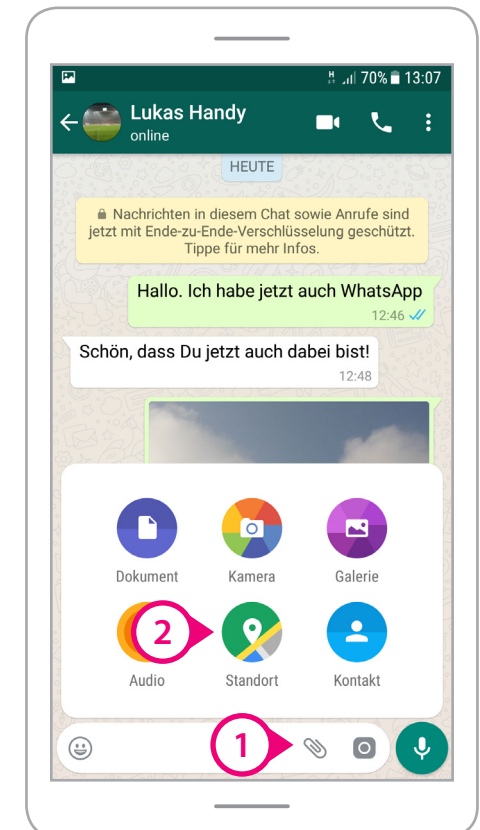 70% 13:07
Lukas Handy
online
HEUTE
Nachrichten in diesem Chat sowie Anrufe sind
jetzt mit Ende-zu-Ende-Verschlüsselung geschützt.
Tippe für mehr Infos.
Hallo. Ich habe jetzt auch WhatsApp
12:46
Schön, dass Du jetzt auch dabei bist!
12:48
Dokument Kamera Galerie
2
Audio Standort Kontakt
1